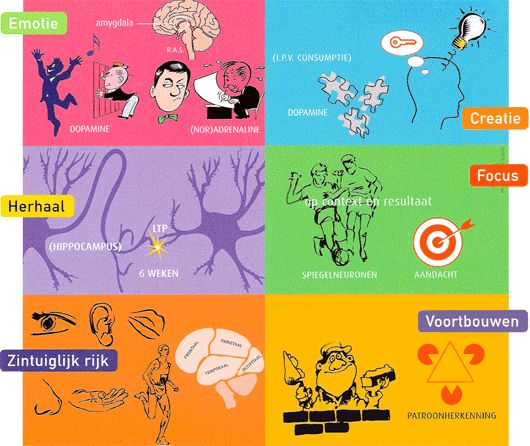 Emotie
amygdala
R.A.S.
DOPAMINE
(NOR)ADRENALINE
(I.P.V. CONSUMPTIE)
DOPAMINE
Creatie
Herhaal
(HIPPOCAMPUS)
LTP
6 WEKEN
Focus
op context en resultaat
SPIEGELNEURONEN
AANDACHT
Zintuiglijk rijk
FRONTAAL
PARIETAAL
TEMPORAAL
OCCIPITAAL
Voortbouwen
PATROONHERKENNING